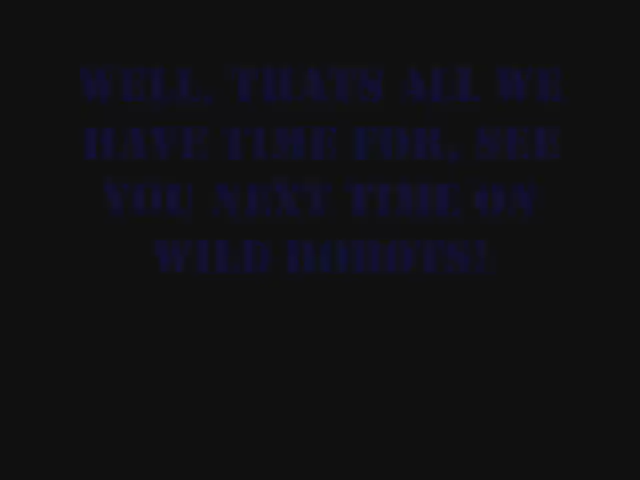 WELL, THATS ALL WE
HAVE TIME FOR, SEE
YOU NEXT TIME ON
WILD ROBOTS!